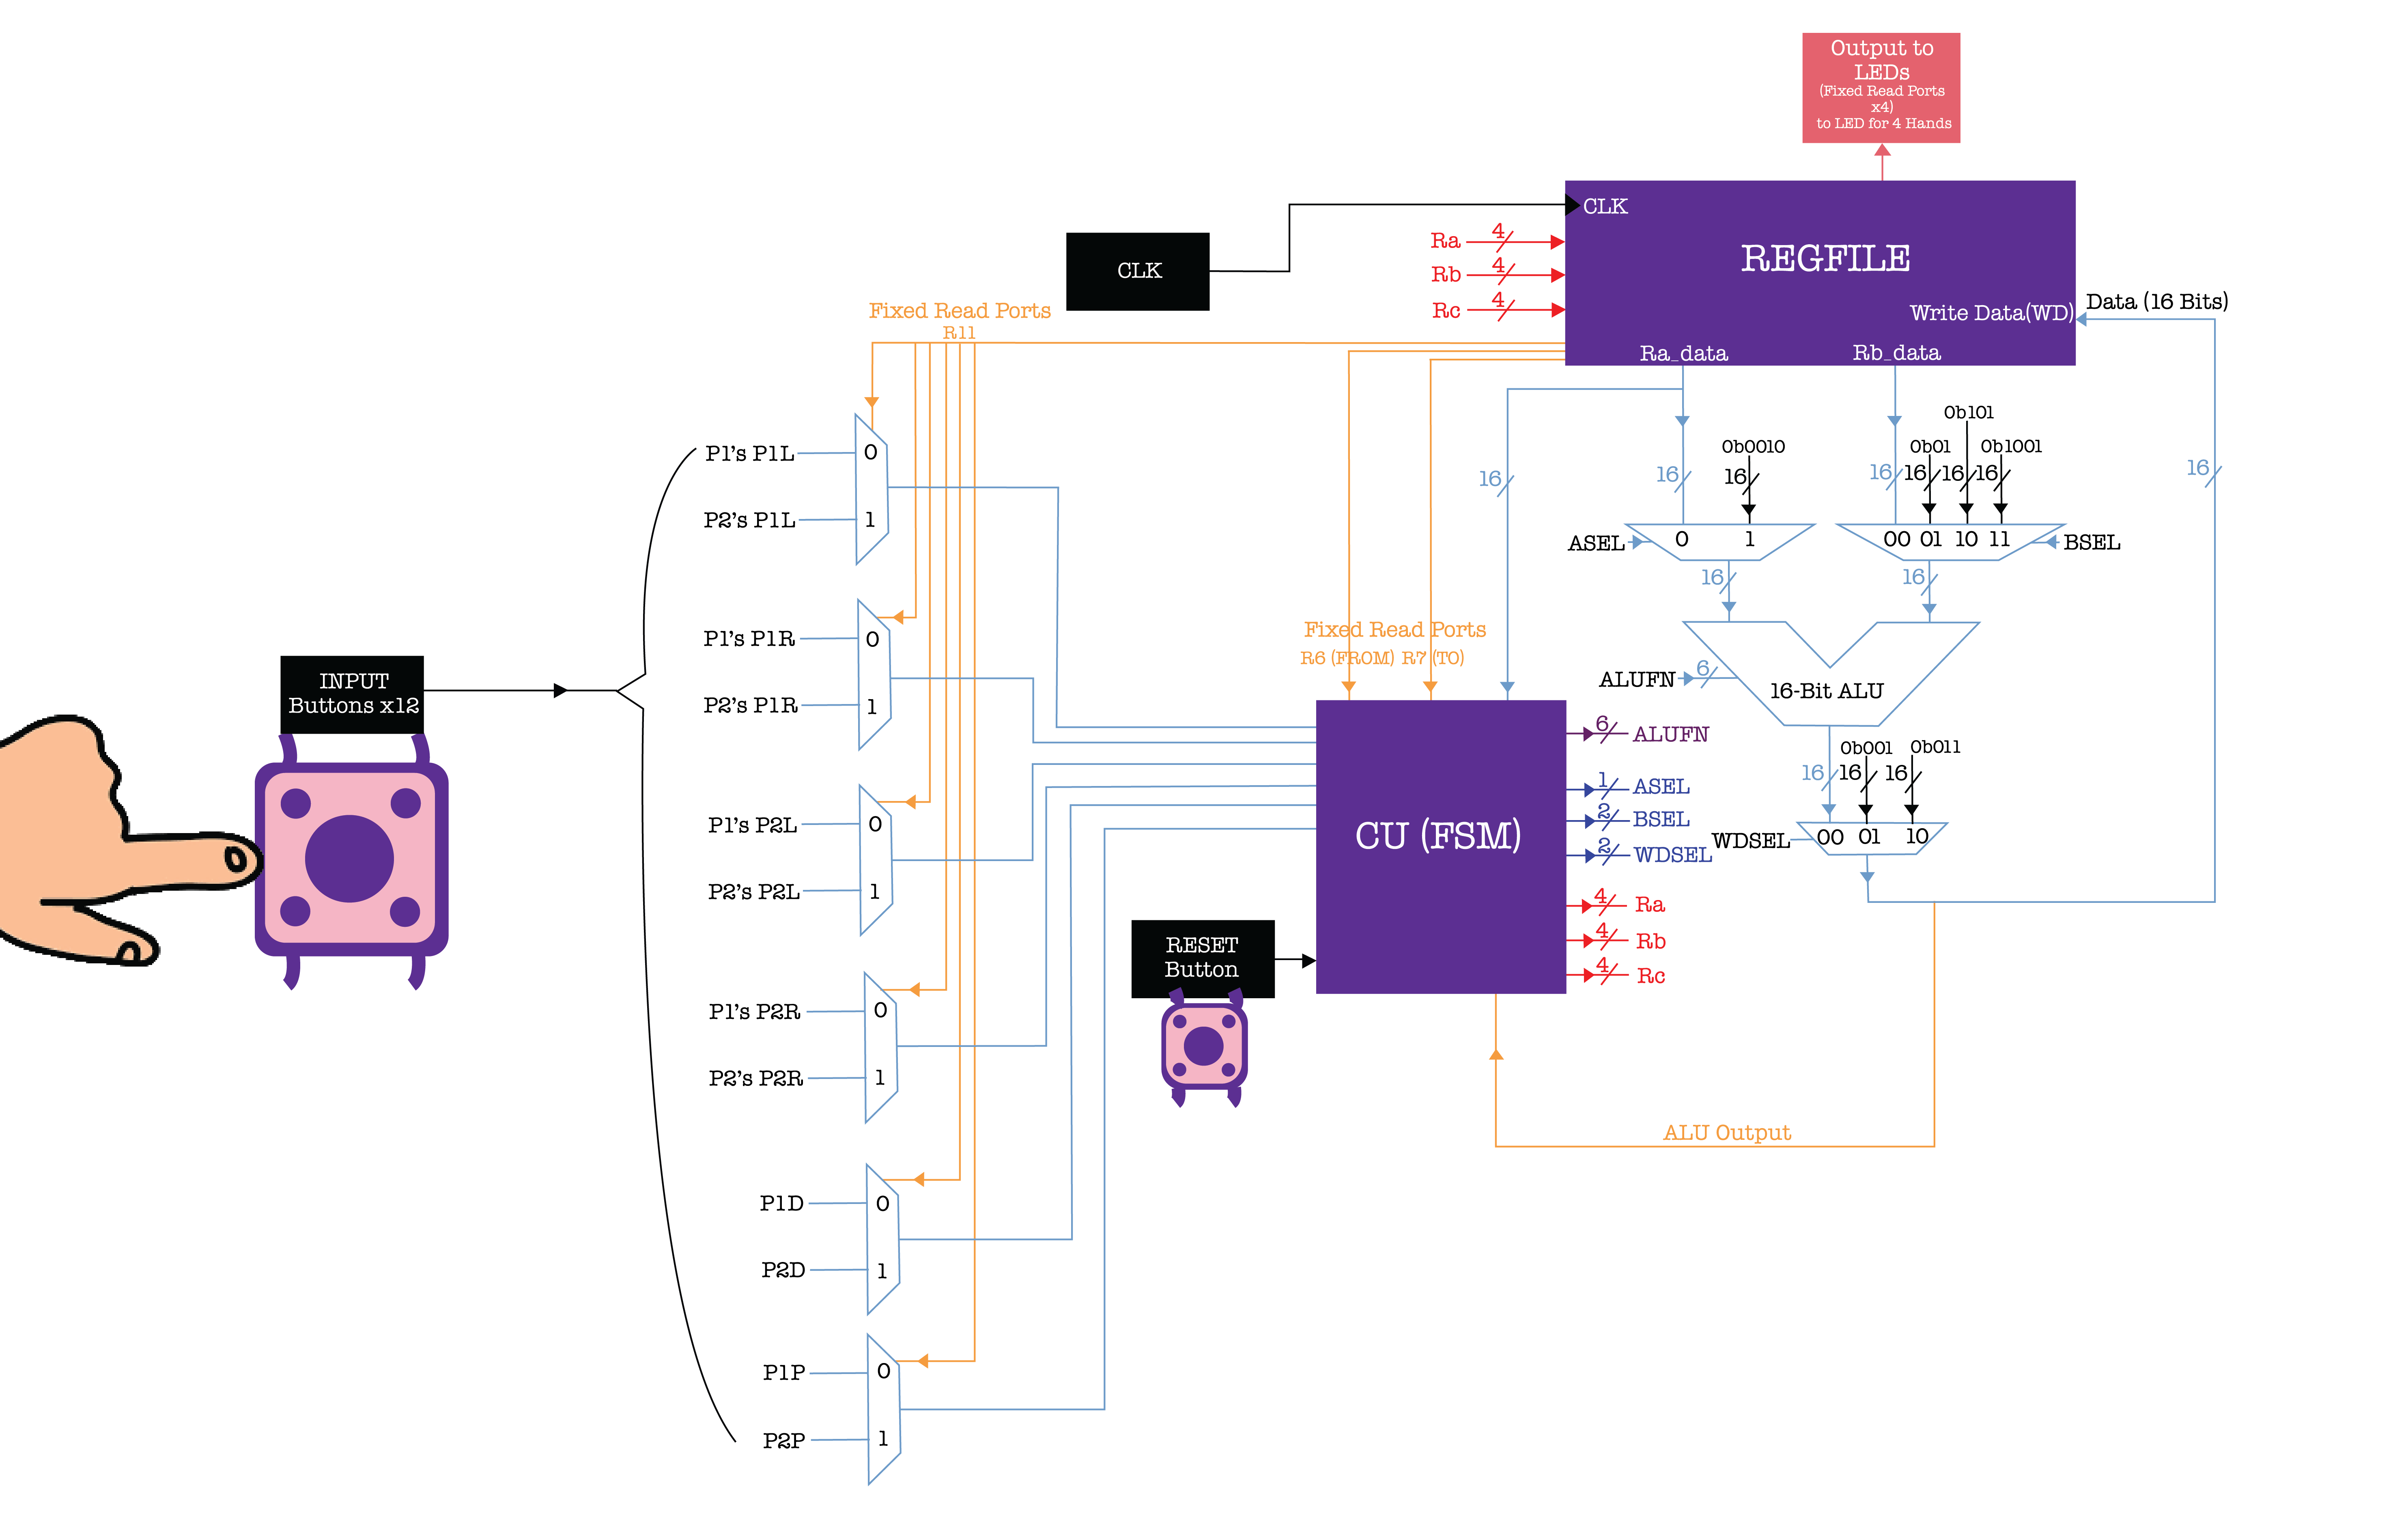 Output to
LEDs
(Fixed Read Ports
x4)
to LED for 4 Hands
CLK
REGFILE
Write Data(WD)
Ra_data
Rb_data
Data (16 Bits)
CLK
Ra
4
Rb
4
Rc
4
Fixed Read Ports
R11
P1's P1L
0
P2's P1L
1
P1's P1R
0
P2's P1R
1
P1's P2L
0
P2's P2L
1
P1's P2R
0
P2's P2R
1
P1D
0
P2D
1
P1P
0
P2P
1
INPUT
Buttons x12
16
16
0b0010
16
16
0b01
16
0b101
16
0b1001
16
16
ASEL
0 1
00 01 10 11
BSEL
16
16
Fixed Read Ports
R6 (FROM) R7 (TO)
ALUFN
6
16-Bit ALU
16
0b001
16
0b011
16
WDSEL
00 01 10
CU (FSM)
6
ALUFN
1
ASEL
2
BSEL
2
WDSEL
4
Ra
4
Rb
4
Rc
RESET
Button
ALU Output